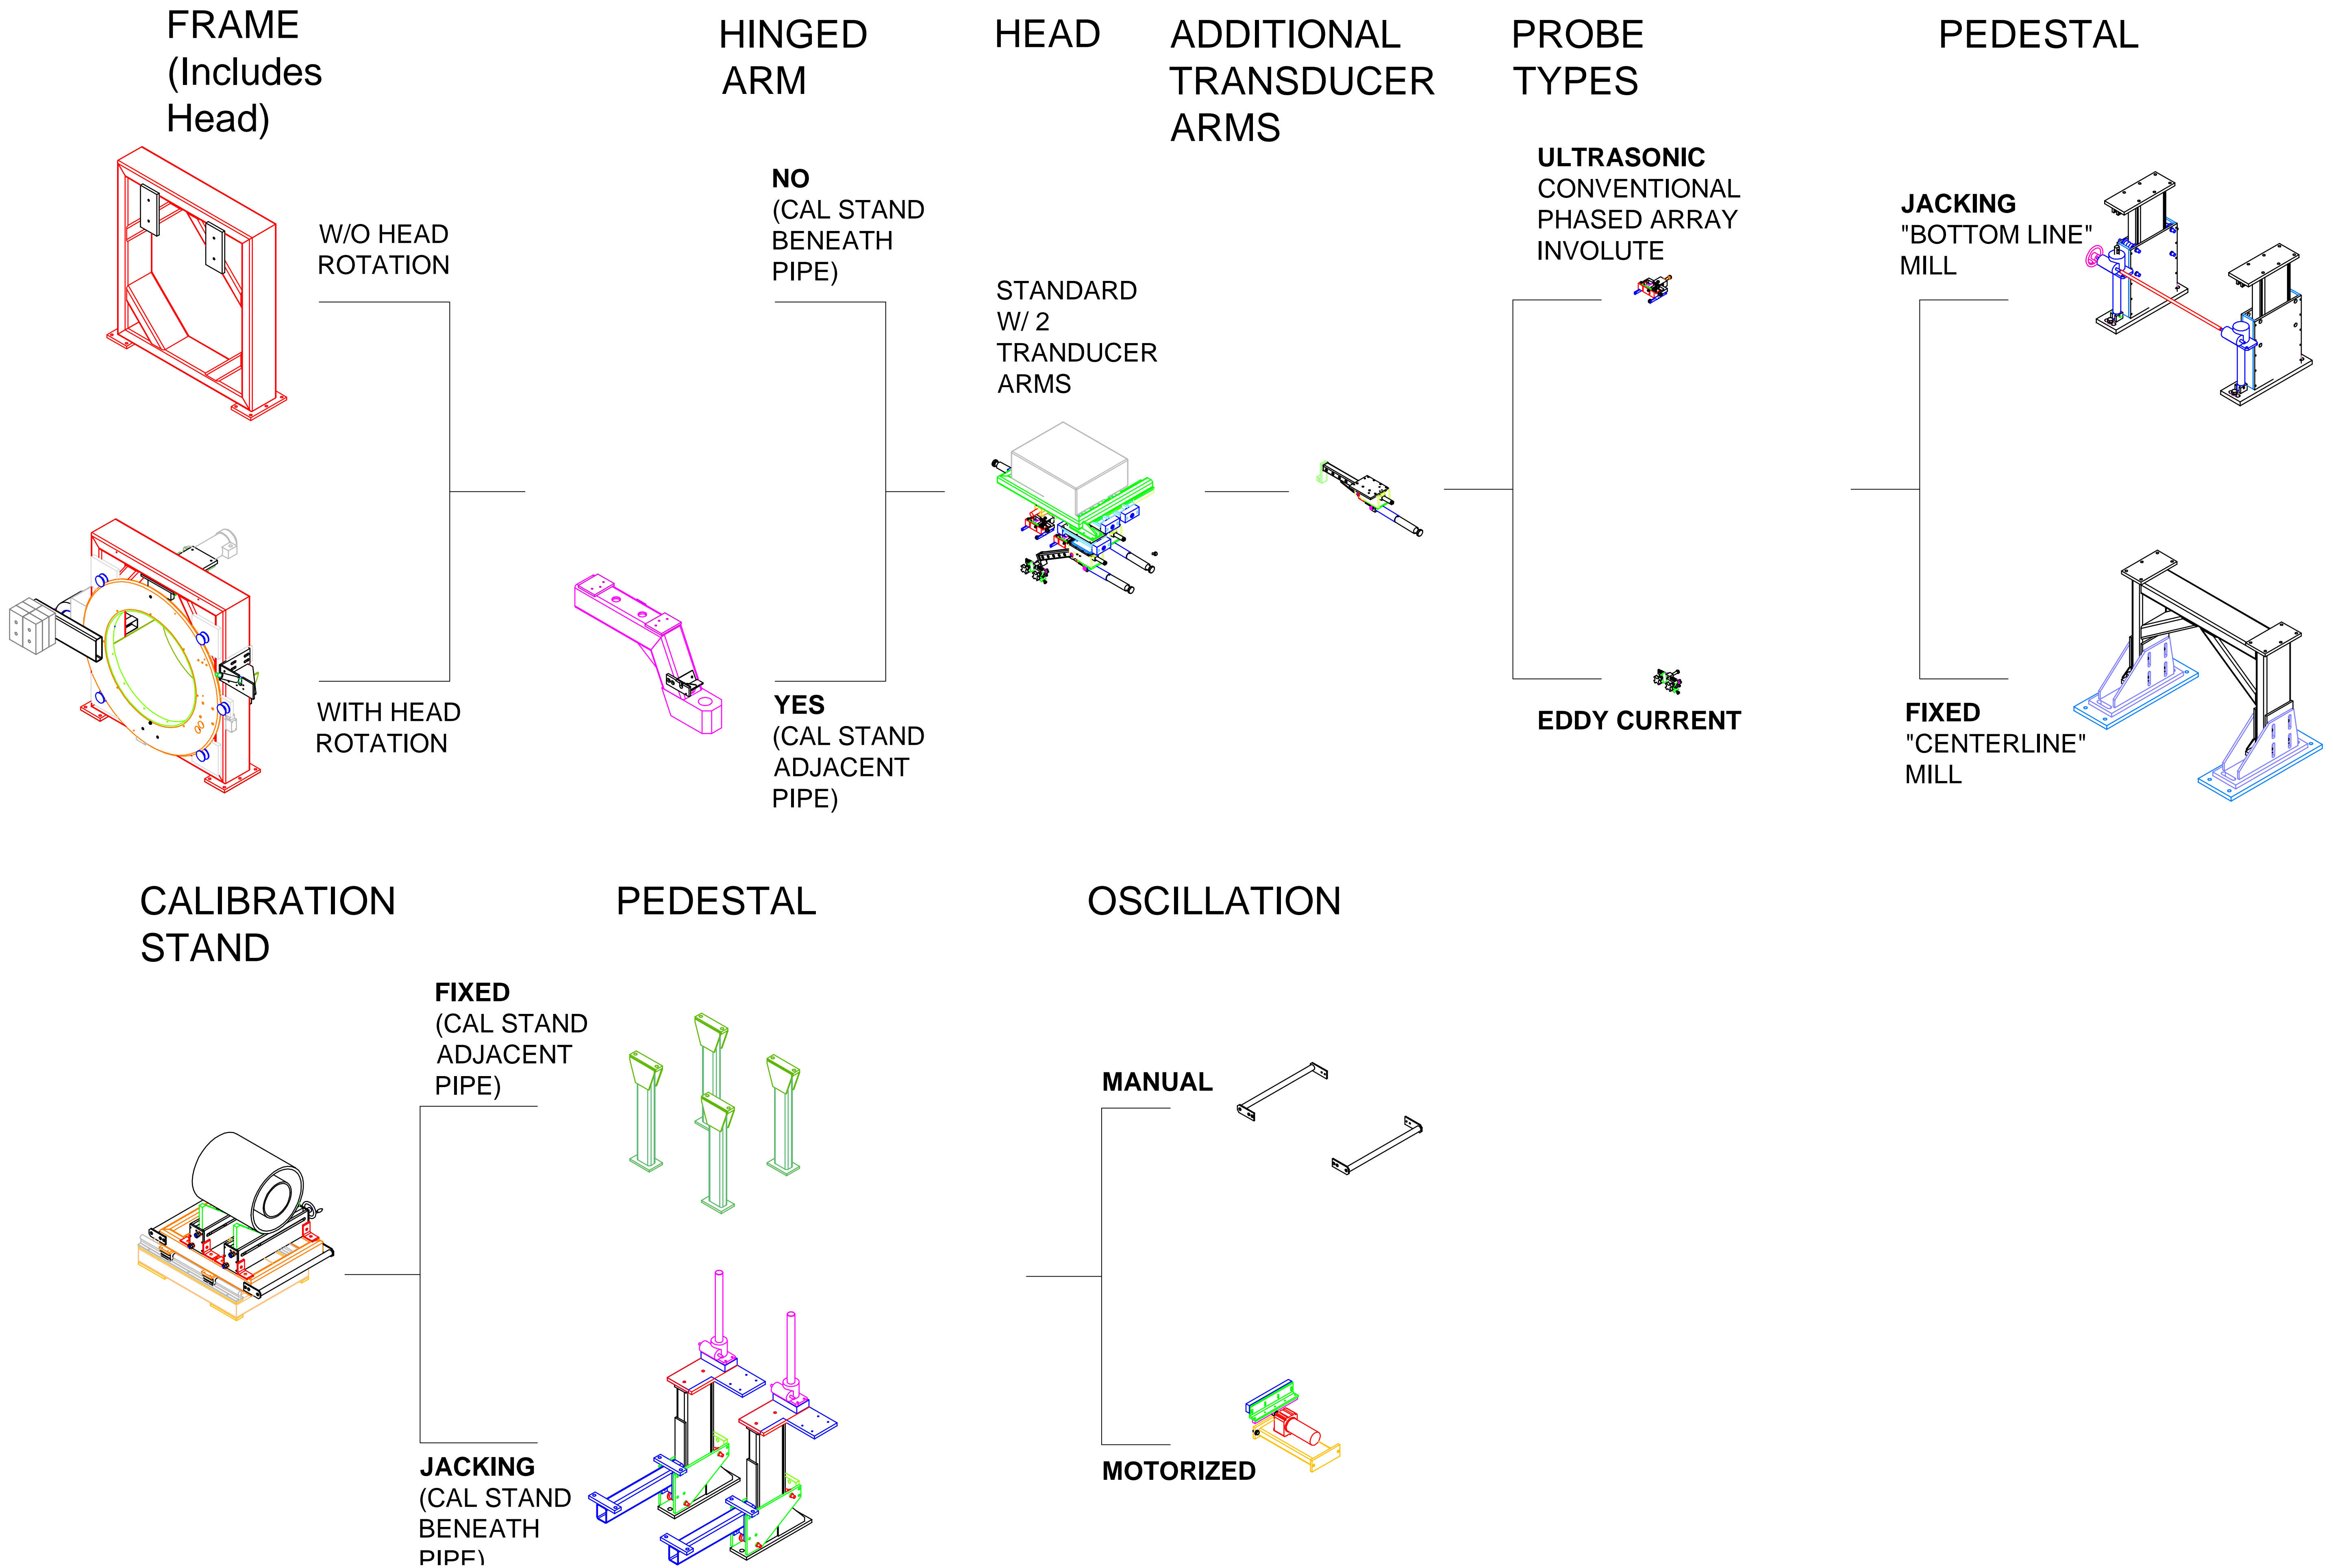 FRAME
(Includes
Head)
HINGED
ARM
HEAD
ADDITIONAL
TRANSDUCER
ARMS
PROBE
TYPES
PEDESTAL
W/O HEAD
ROTATION
WITH HEAD
ROTATION
NO
(CAL STAND
BENEATH
PIPE)
YES
(CAL STAND
ADJACENT
PIPE)
STANDARD
W/ 2
TRANDUCER
ARMS
ULTRASONIC
CONVENTIONAL
PHASED ARRAY
INVOLUTE
EDDY CURRENT
JACKING
"BOTTOM LINE"
MILL
FIXED
"CENTERLINE"
MILL
CALIBRATION
STAND
PEDESTAL
OSCILLATION
FIXED
(CAL STAND
ADJACENT
PIPE)
JACKING
(CAL STAND
BENEATH
PIPE)
MANUAL
MOTORIZED